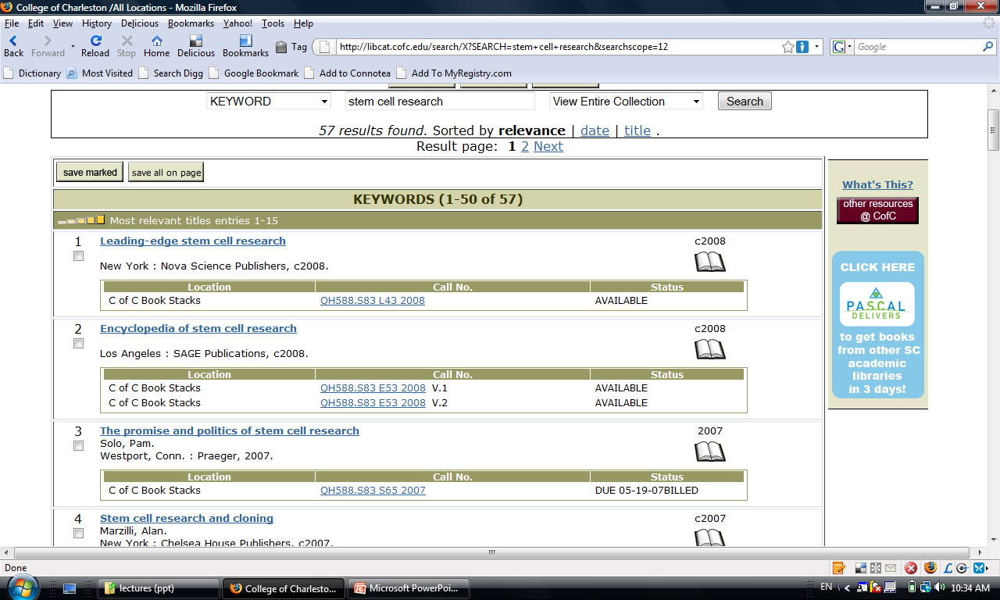 College of Charleston /All Locations - Mozilla Firefox
File Edit View History Delicious Bookmarks Yahoo! Tools Help
Back Forward Reload Stop Home Delicious Bookmarks Tag http://libcat.cofc.edu/search/X?SEARCH=stem+cell+research&searchscope=12 G Google
Dictionary Most Visited Search Digg Google Bookmark Add to Connotea Add To MyRegistry.com
KEYWORD stem cell research View Entire Collection Search
57 results found. Sorted by relevance | date | title .
Result page: 1 2 Next
save marked save all on page
KEYWORDS (1-50 of 57)
Most relevant titles entries 1-15
1 Leading-edge stem cell research c2008
New York : Nova Science Publishers, c2008.
Location Call No. Status
C of C Book Stacks QH588.S83 L43 2008 AVAILABLE
2 Encyclopedia of stem cell research c2008
Los Angeles : SAGE Publications, c2008.
Location Call No. Status
C of C Book Stacks QH588.S83 E53 2008 V.1 AVAILABLE
C of C Book Stacks QH588.S83 E53 2008 V.2 AVAILABLE
3 The promise and politics of stem cell research 2007
Solo, Pam.
Westport, Conn. : Praeger, 2007.
Location Call No. Status
C of C Book Stacks QH588.S83 S65 2007 DUE 05-19-07BILLED
4 Stem cell research and cloning c2007
Marzilli, Alan.
New York : Chelsea House Publishers, c2007.
What's This?
other resources
@ CofC
CLICK HERE
PASCAL
DELIVERS
to get books
from other SC
academic
libraries
in 3 days!
Done
lectures (ppt) College of Charlesto... Microsoft PowerPoi... EN 10:34 AM